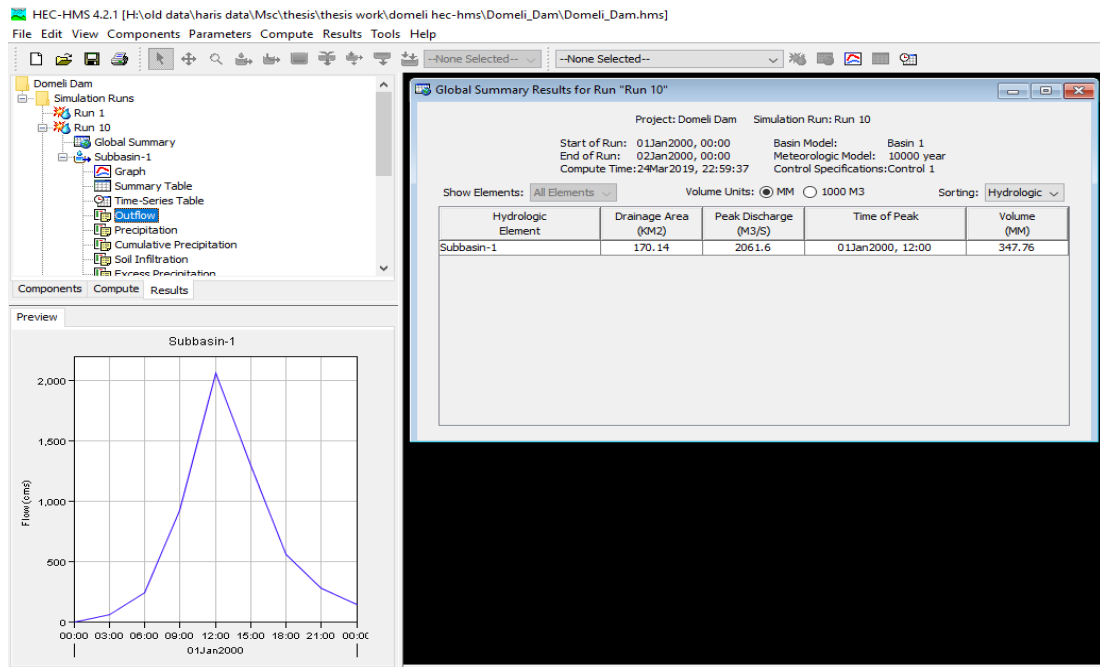 HEC-HMS 4.2.1 [H:\old data\haris data\Msc\thesis\thesis work\domeli hec-hms\Domeli_Dam\Domeli_Dam.hms]
File Edit View Components Parameters Compute Results Tools Help
--None Selected-- --None Selected--
Domeli Dam
Simulation Runs
Run 1
Run 10
Global Summary
Subbasin-1
Graph
Summary Table
Time-Series Table
Outflow
Precipitation
Cumulative Precipitation
Soil Infiltration
Excess Precipitation
Components Compute Results
Preview
Subbasin-1
2,000
1,500
1,000
500
0
Flow (cms)
00:00 03:00 06:00 09:00 12:00 15:00 18:00 21:00 00:00
01Jan2000
Global Summary Results for Run "Run 10"
Project: Domeli Dam Simulation Run: Run 10
Start of Run: 01Jan2000, 00:00 Basin Model: Basin 1
End of Run: 02Jan2000, 00:00 Meteorologic Model: 10000 year
Compute Time:24Mar2019, 22:59:37 Control Specifications:Control 1
Show Elements: All Elements Volume Units: MM 1000 M3 Sorting: Hydrologic
Hydrologic Drainage Area Peak Discharge Time of Peak Volume
Element (KM2) (M3/S) (MM)
Subbasin-1 170.14 2061.6 01Jan2000, 12:00 347.76